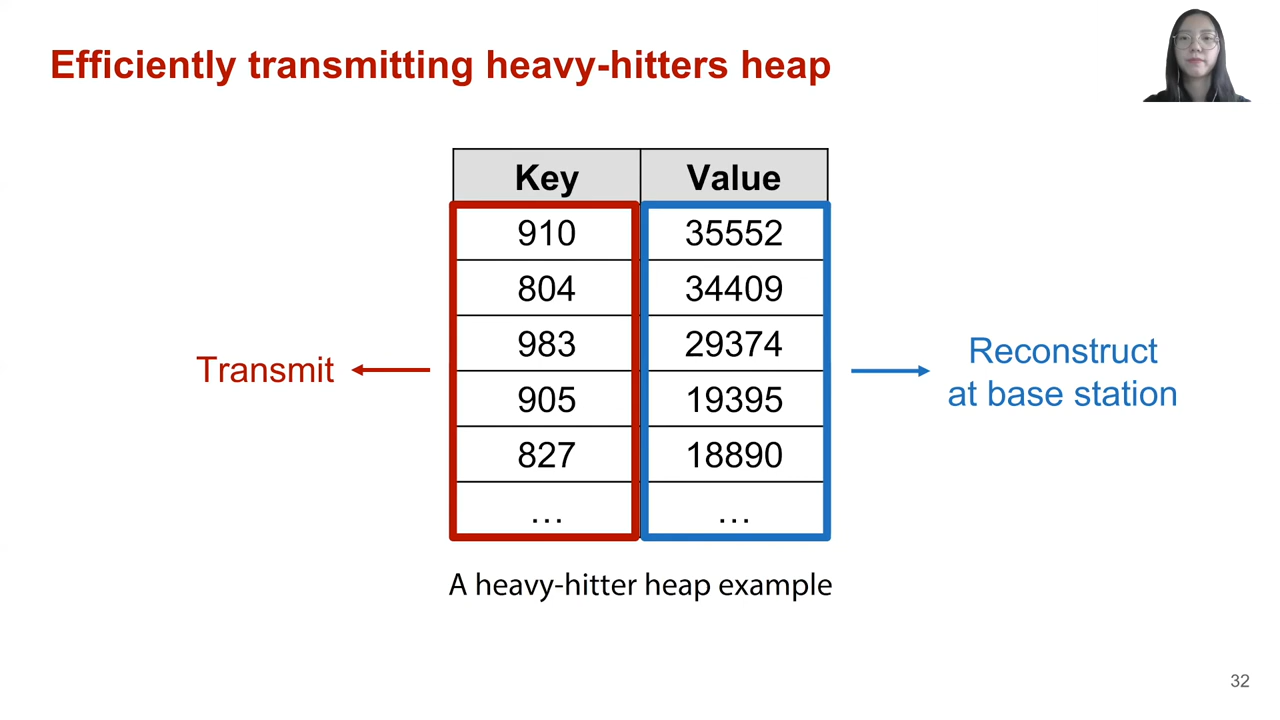 Efficiently transmitting heavy-hitters heap
Key Value
910 35552
804 34409
983 29374
905 19395
827 18890
… …
Transmit
Reconstruct
at base station
A heavy-hitter heap example
32